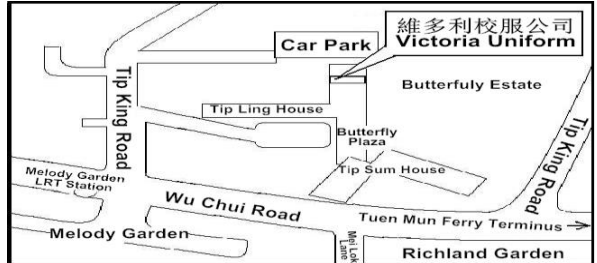 維多利校服公司
Victoria Uniform
Car Park
Butterfuly Estate
Tip King Road
Tip Ling House
Butterfly
Plaza
Tip King Road
Tip Sum House
Melody Garden
LRT Station
Wu Chui Road
Tuen Mun Ferry Terminus
Mei Lok
Lane
Melody Garden
Richland Garden